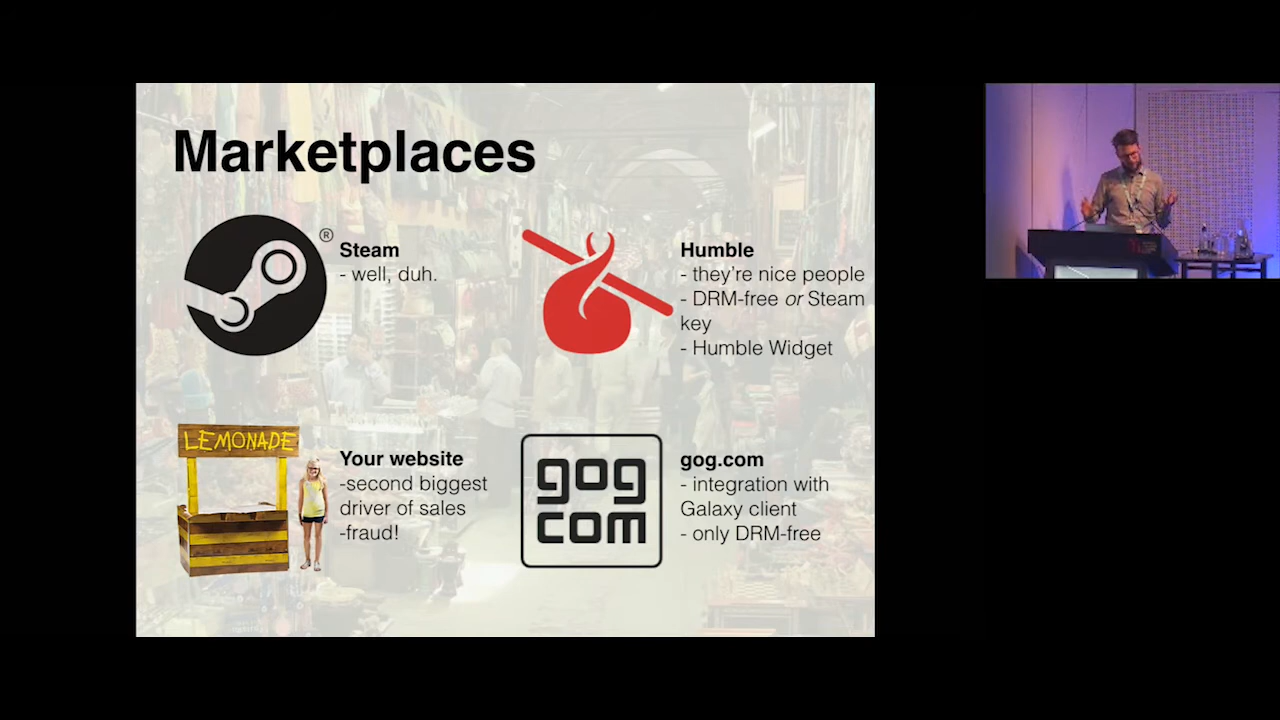 Marketplaces
®
Steam
- well, duh.
Humble
- they're nice people
- DRM-free or Steam
key
- Humble Widget
LEMONADE
Your website
-second biggest
driver of sales
-fraud!
gog
com
gog.com
- integration with
Galaxy client
- only DRM-free